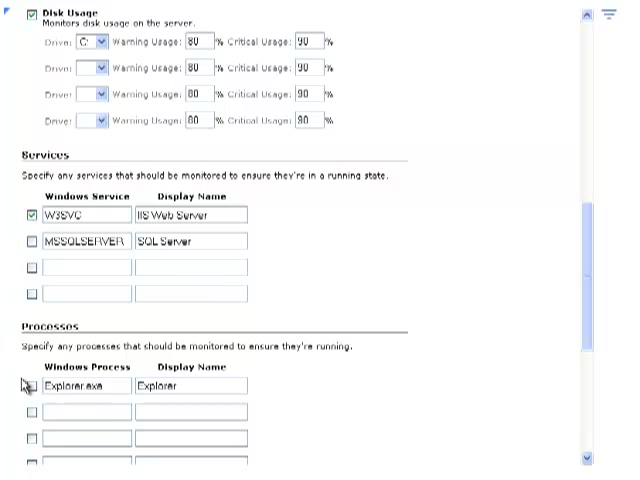 Disk Usage
Monitors disk usage on the server.
Drive: C: Warning Usage: 80 % Critical Usage: 90 %
Drive: Warning Usage: 80 % Critical Usage: 90 %
Drive: Warning Usage: 80 % Critical Usage: 90 %
Drive: Warning Usage: 80 % Critical Usage: 90 %
Services
Specify any services that should be monitored to ensure they're in a running state.
Windows Service Display Name
W3SVC IIS Web Server
MSSQLSERVER SQL Server
Processes
Specify any processes that should be monitored to ensure they're running.
Windows Process Display Name
Explorer.exe Explorer